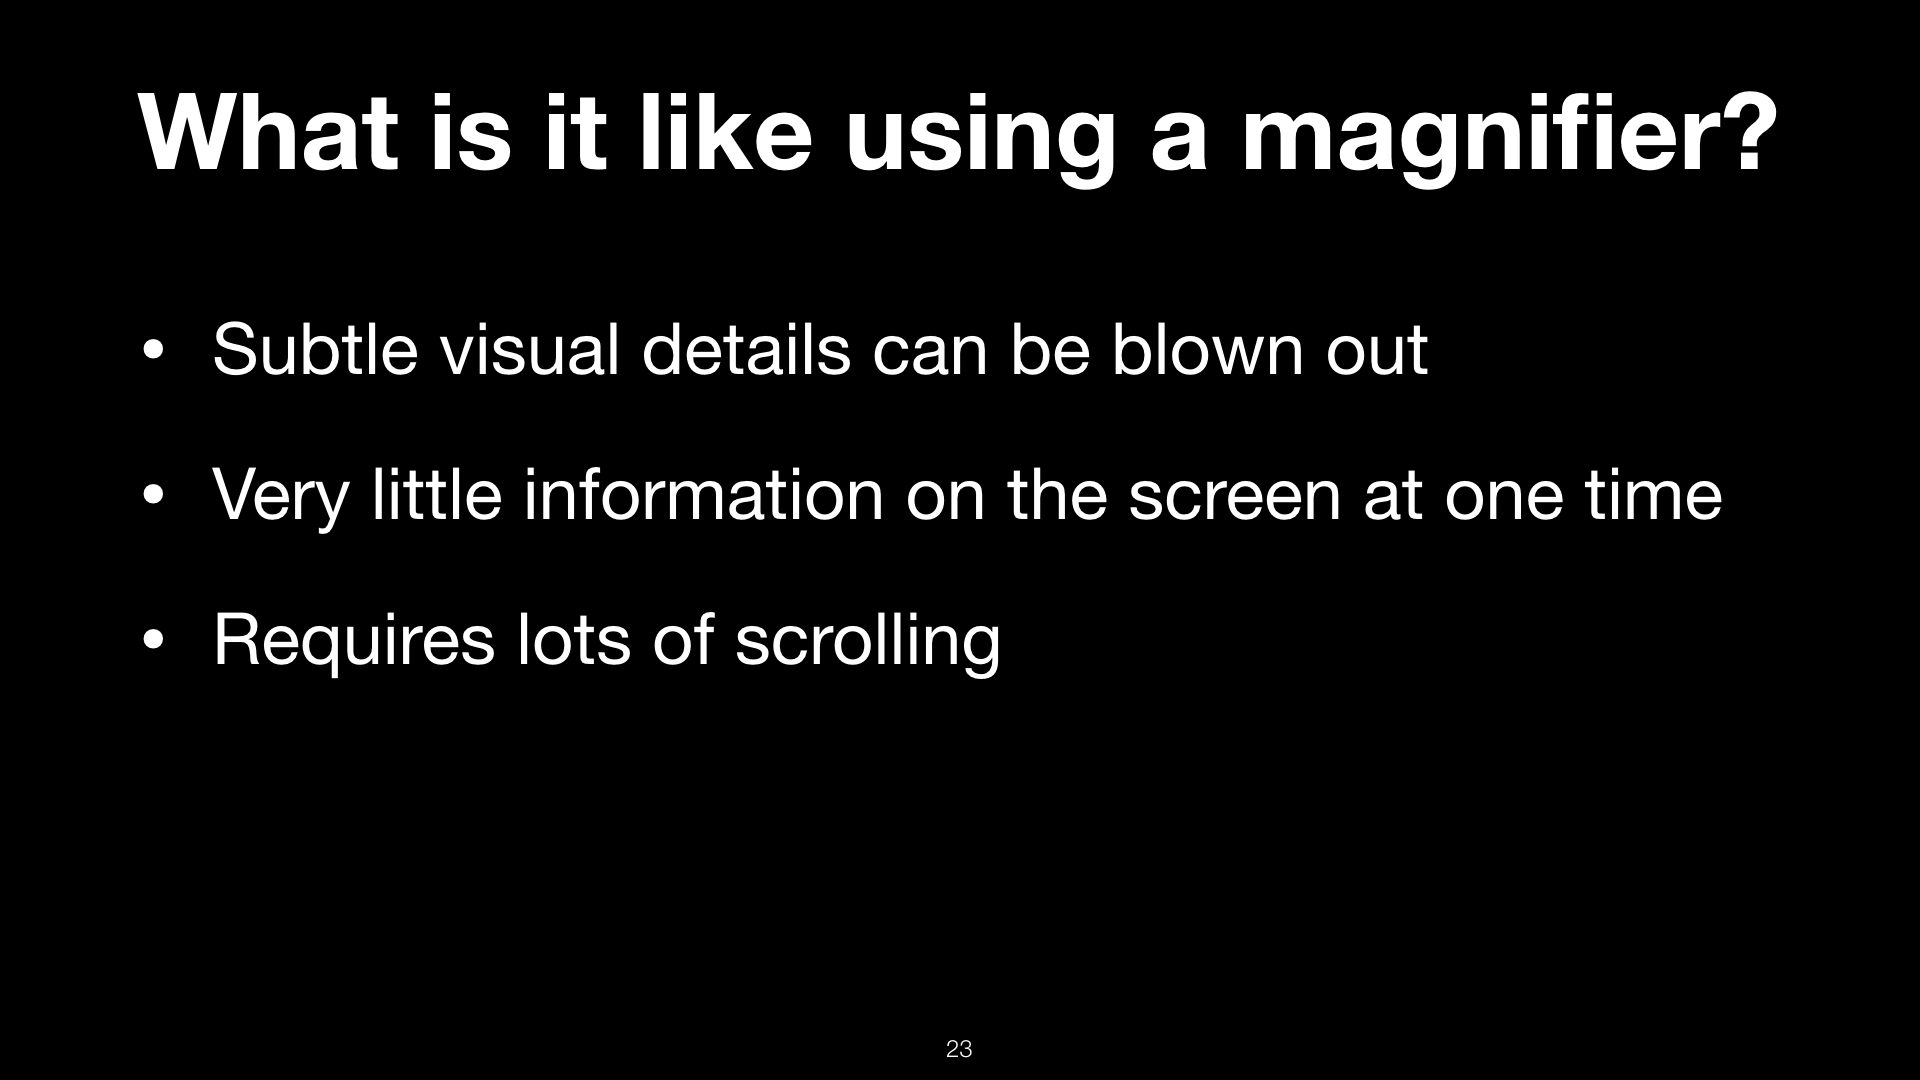 What is it like using a magnifier?
• Subtle visual details can be blown out
• Very little information on the screen at one time
• Requires lots of scrolling
23